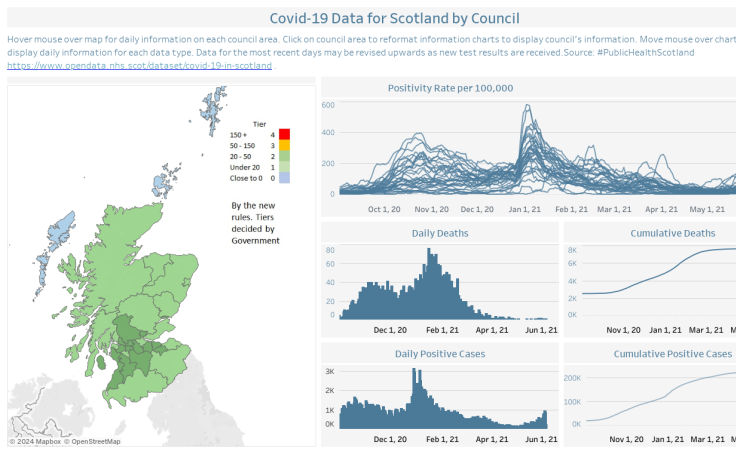 Covid-19 Data for Scotland by Council
Hover mouse over map for daily information on each council area. Click on council area to reformat information charts to display council's information. Move mouse over chart
display daily information for each data type. Data for the most recent days may be revised upwards as new test results are received.Source: #PublicHealthScotland
https://www.opendata.nhs.scot/dataset/covid-19-in-scotland
Tier
150 + 4
50 - 150 3
20 - 50 2
Under 20 1
Close to 0 0
By the new
rules. Tiers
decided by
Government
© 2024 Mapbox © OpenStreetMap
Positivity Rate per 100,000
600
400
200
0
Oct 1, 20 Nov 1, 20 Dec 1, 20 Jan 1, 21 Feb 1, 21 Mar 1, 21 Apr 1, 21 May 1, 21
Daily Deaths
80
60
40
20
0
Dec 1, 20 Feb 1, 21 Apr 1, 21 Jun 1, 21
Cumulative Deaths
8K
6K
4K
2K
0K
Nov 1, 20 Jan 1, 21 Mar 1, 21 M
Daily Positive Cases
3K
2K
1K
0K
Dec 1, 20 Feb 1, 21 Apr 1, 21 Jun 1, 21
Cumulative Positive Cases
200K
100K
0K
Nov 1, 20 Jan 1, 21 Mar 1, 21 M